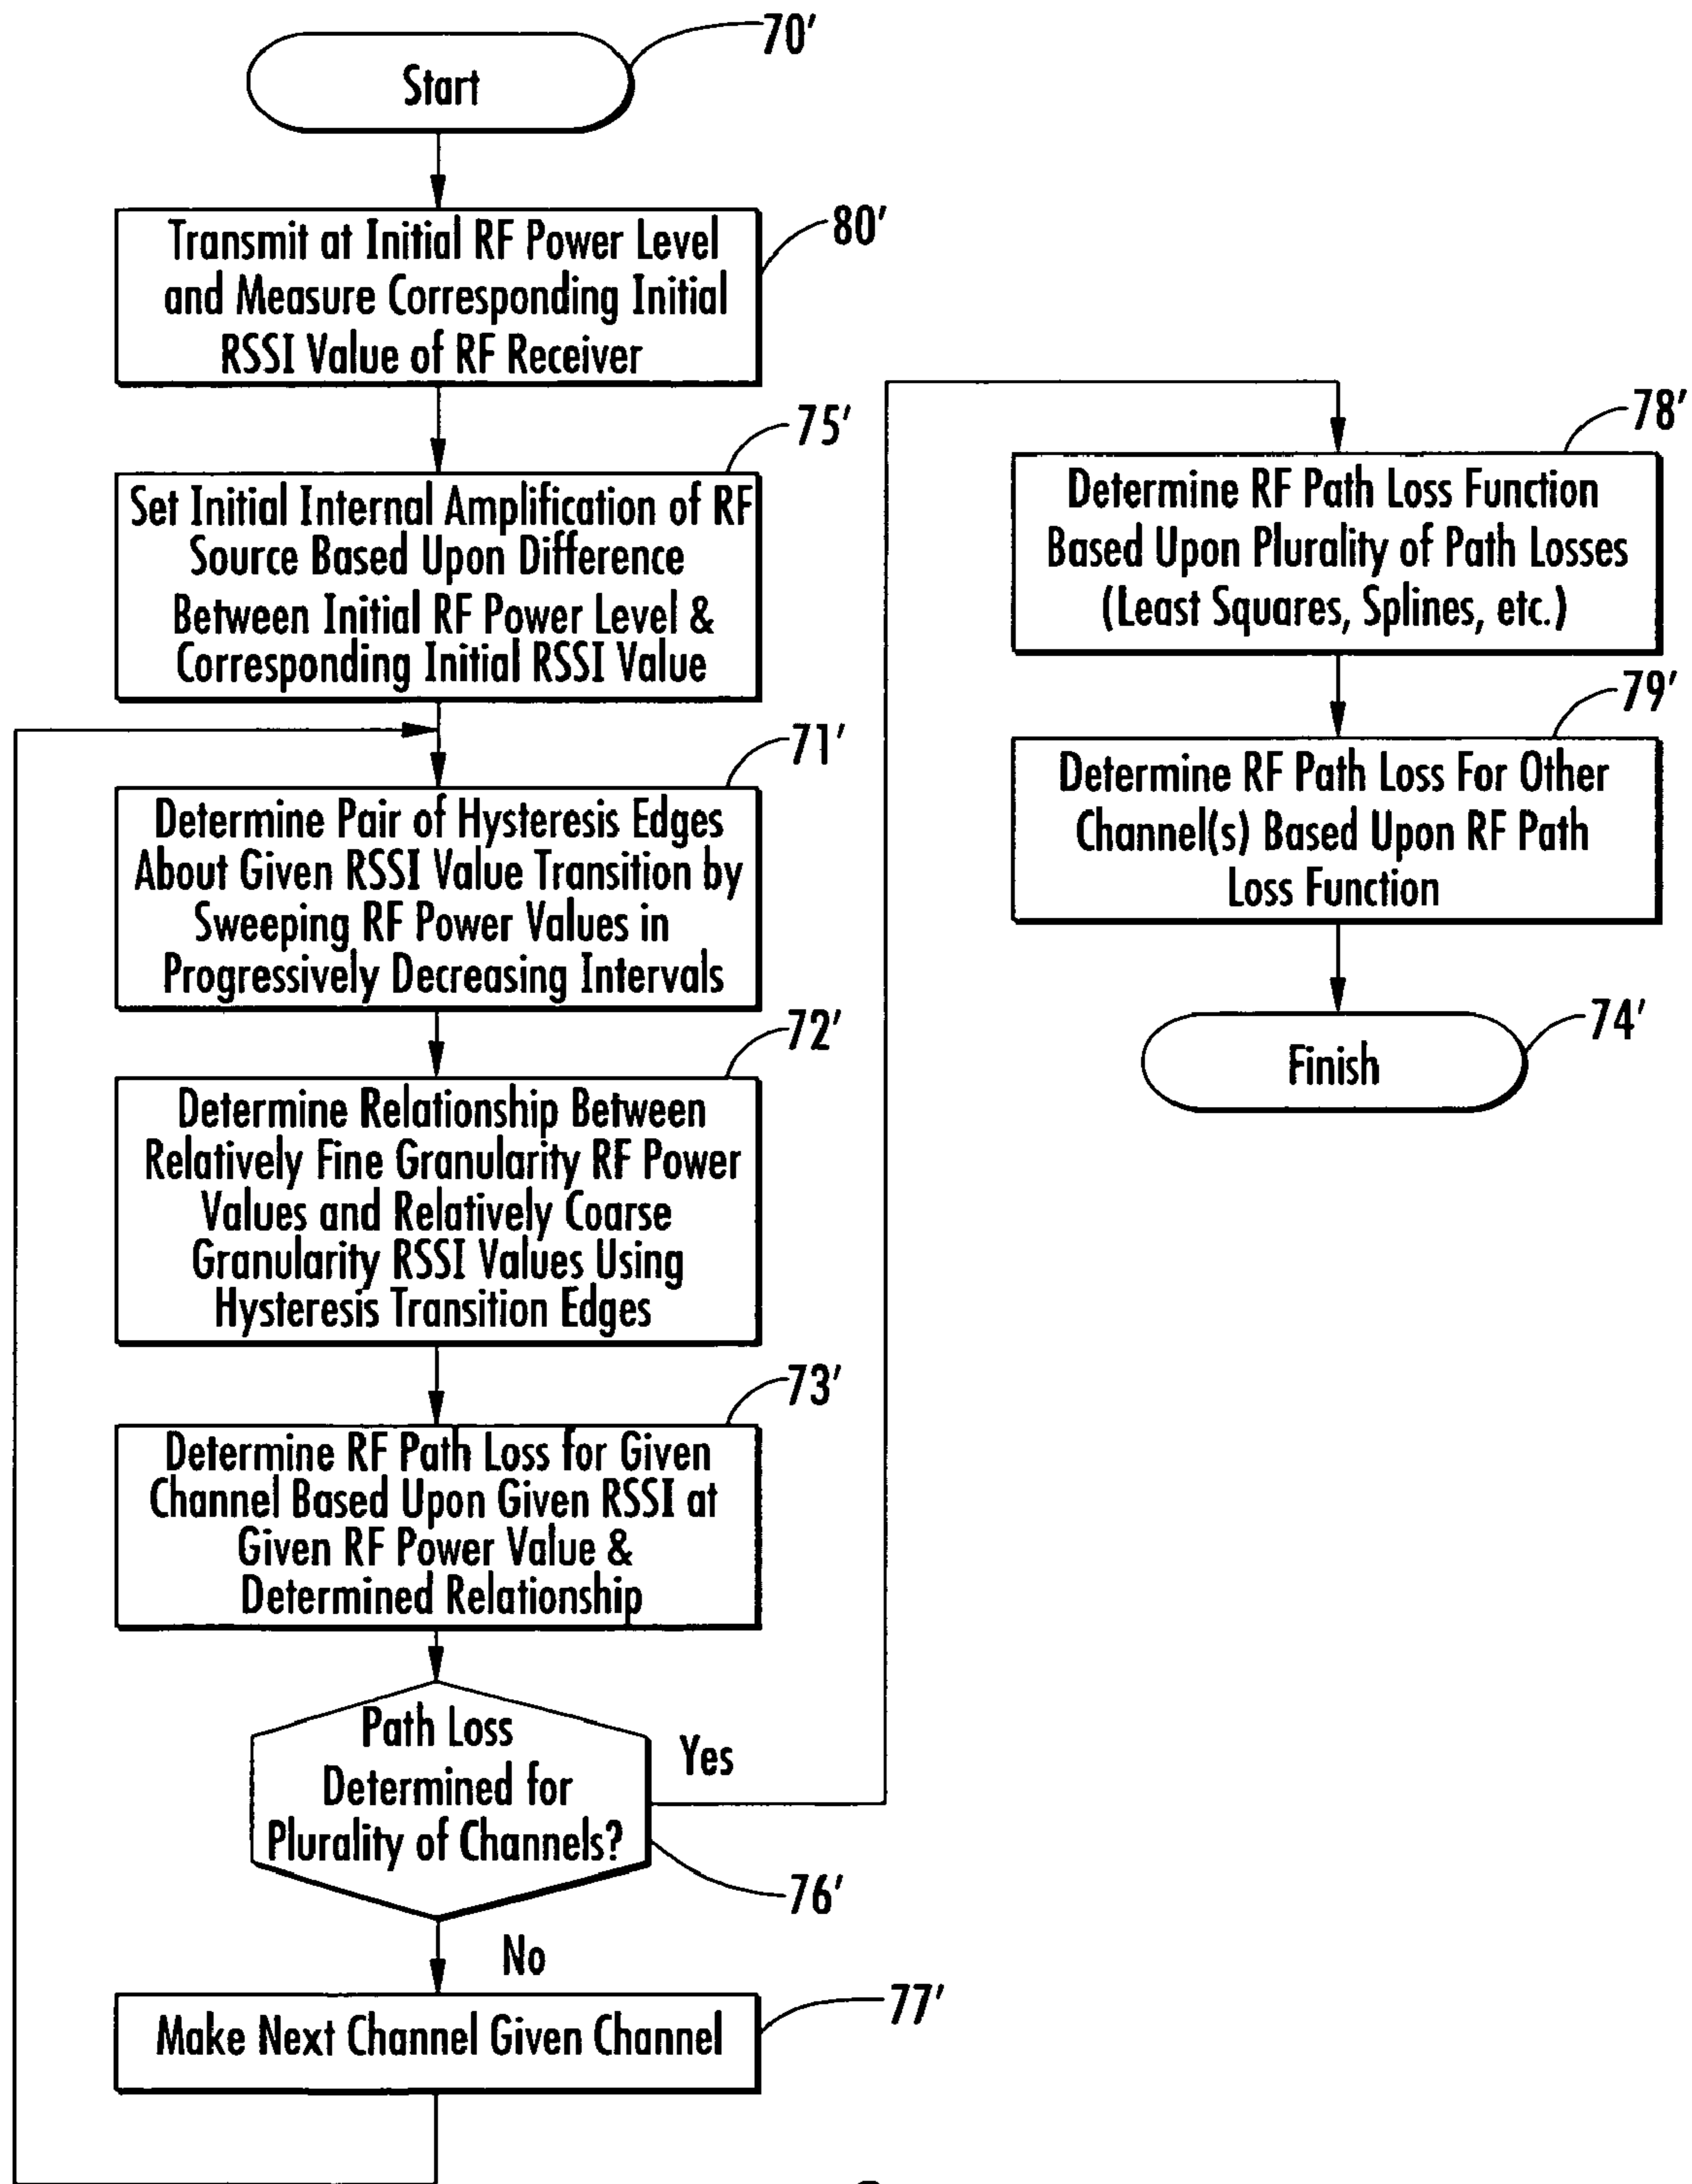 70'
Start
80'
Transmit at Initial RF Power Level
and Measure Corresponding Initial
RSSI Value of RF Receiver
75'
Set Initial Internal Amplification of RF
Source Based Upon Difference
Between Initial RF Power Level &
Corresponding Initial RSSI Value
71'
Determine Pair of Hysteresis Edges
About Given RSSI Value Transition by
Sweeping RF Power Values in
Progressively Decreasing Intervals
72'
Determine Relationship Between
Relatively Fine Granularity RF Power
Values and Relatively Coarse
Granularity RSSI Values Using
Hysteresis Transition Edges
73'
Determine RF Path Loss for Given
Channel Based Upon Given RSSI at
Given RF Power Value &
Determined Relationship
Path Loss
Determined for
Plurality of Channels?
Yes
76'
No
77'
Make Next Channel Given Channel
78'
Determine RF Path Loss Function
Based Upon Plurality of Path Losses
(Least Squares, Splines, etc.)
79'
Determine RF Path Loss For Other
Channel(s) Based Upon RF Path
Loss Function
74'
Finish